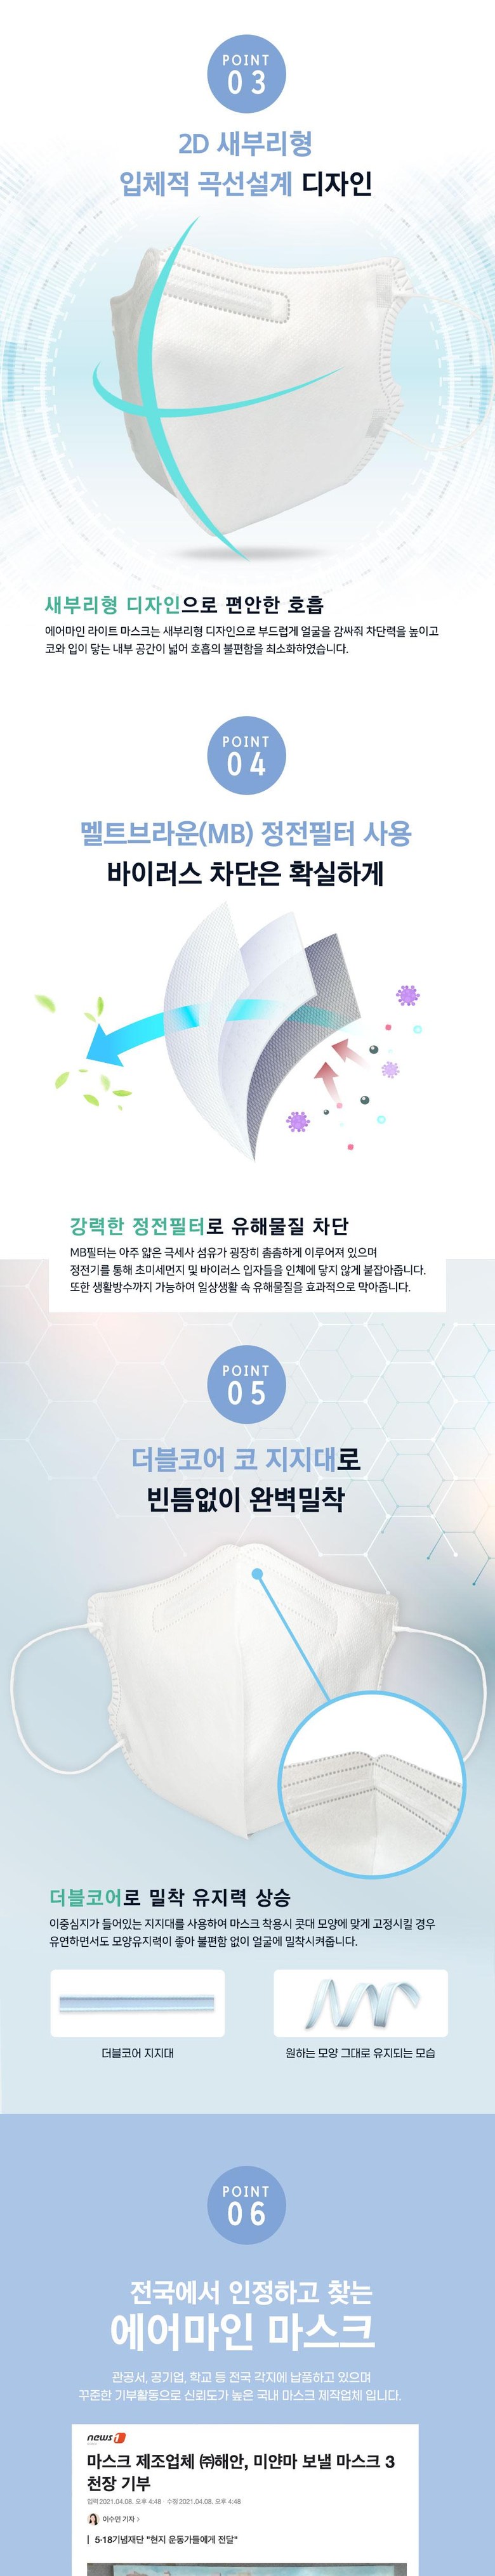 POINT
03
2D 새부리형
입체적 곡선설계 디자인
새부리형 디자인으로 편안한 호흡
에어마인 라이트 마스크는 새부리형 디자인으로 부드럽게 얼굴을 감싸줘 차단력을 높이고
코와 입이 닿는 내부 공간이 넓어 호흡의 불편함을 최소화하였습니다.
POINT
04
멜트브라운(MB) 정전필터 사용
바이러스 차단은 확실하게
강력한 정전필터로 유해물질 차단
MB필터는 아주 얇은 극세사 섬유가 굉장히 촘촘하게 이루어져 있으며
정전기를 통해 초미세먼지 및 바이러스 입자들을 인체에 닿지 않게 붙잡아줍니다.
또한 생활방수까지 가능하여 일상생활 속 유해물질을 효과적으로 막아줍니다.
POINT
05
더블코어 코 지지대로
빈틈없이 완벽밀착
더블코어로 밀착 유지력 상승
이중심지가 들어있는 지지대를 사용하여 마스크 착용시 콧대 모양에 맞게 고정시킬 경우
유연하면서도 모양유지력이 좋아 불편함 없이 얼굴에 밀착시켜줍니다.
더블코어 지지대
원하는 모양 그대로 유지되는 모습
POINT
06
전국에서 인정하고 찾는
에어마인 마스크
관공서, 공기업, 학교 등 전국 각지에 납품하고 있으며
꾸준한 기부활동으로 신뢰도가 높은 국내 마스크 제작업체 입니다.
news1
마스크 제조업체 ㈜해안, 미얀마 보낼 마스크 3
천장 기부
입력 2021.04.08. 오후 4:48 수정 2021.04.08. 오후 4:48
이수민 기자 >
5·18기념재단 "현지 운동가들에게 전달"